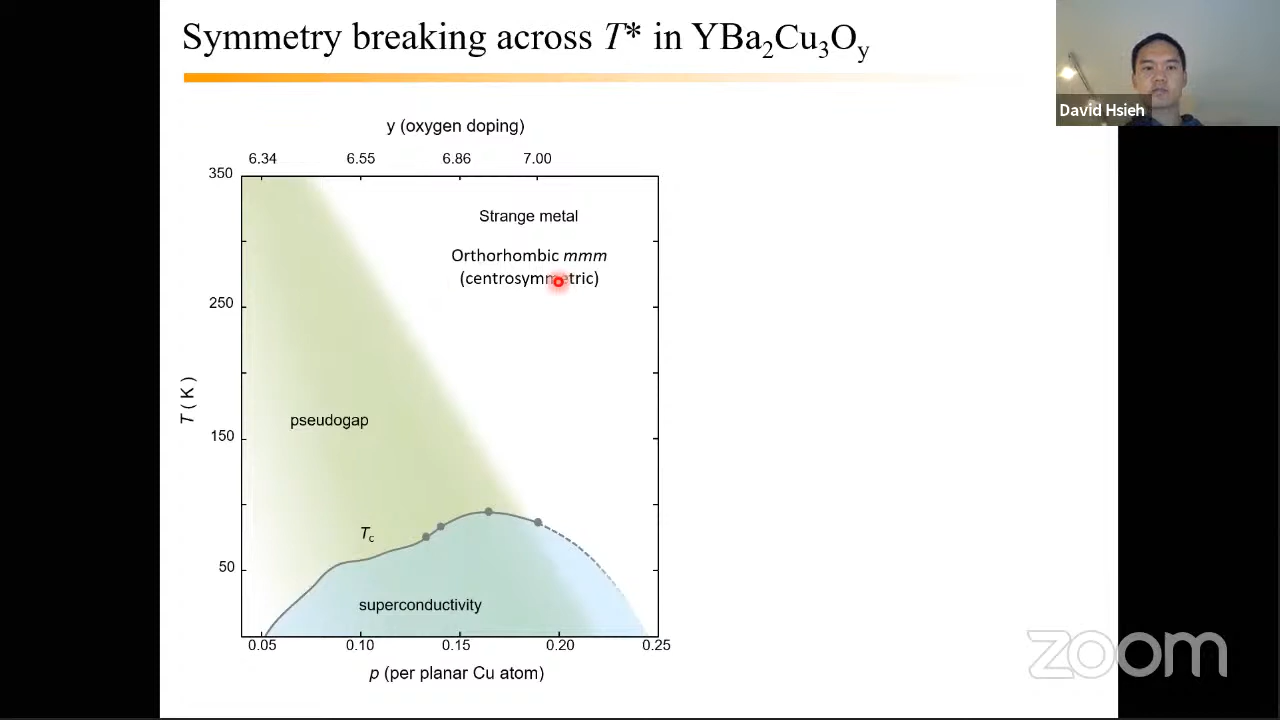 Symmetry breaking across T* in YBa₂Cu₃Oy
David Hsieh
y (oxygen doping)
6.34 6.55 6.86 7.00
350
Strange metal
Orthorhombic mmm
(centrosymmetric)
250
T ( K )
pseudogap
150
Tc
50
superconductivity
0.05 0.10 0.15 0.20 0.25
p (per planar Cu atom)
zoom